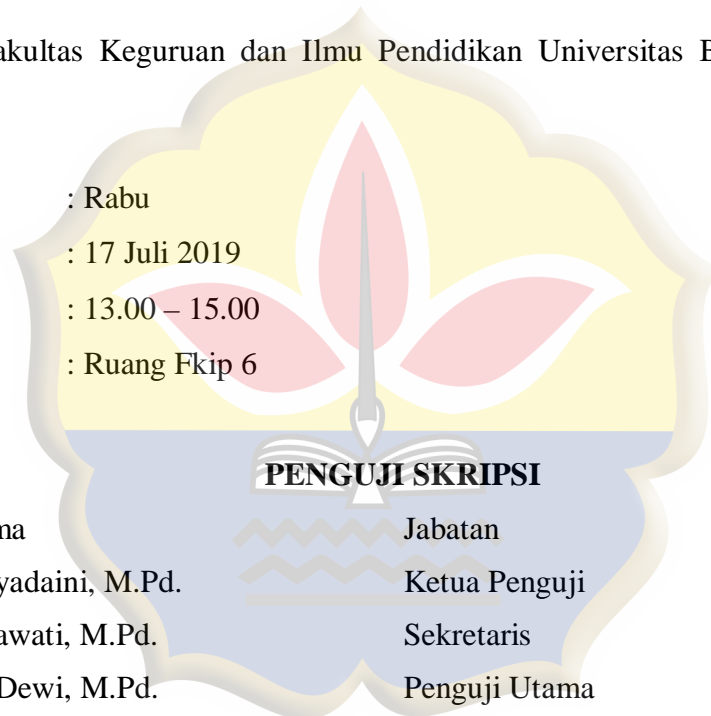 akultas Keguruan dan Ilmu Pendidikan Universitas
: Rabu
: 17 Juli 2019
: 13.00 – 15.00
: Ruang Fkip 6
PENGUJI SKRIPSI
ma Jabatan
yadaini, M.Pd. Ketua Penguji
awati, M.Pd. Sekretaris
Dewi, M.Pd. Penguji Utama